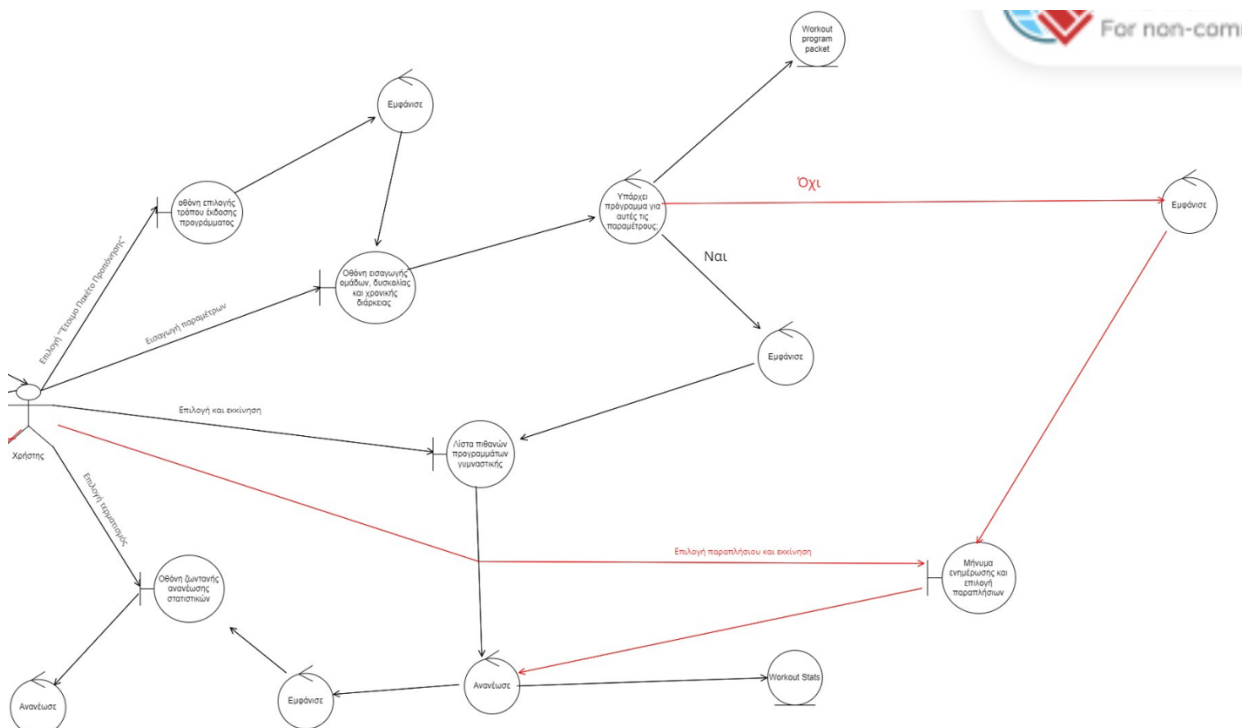 Workout
program
packet
For non-com
Εμφάνισε
οθόνη επιλογής
τρόπου έκδοσης
προγράμματος
Υπάρχει
πρόγραμμα για
αυτές τις
παραμέτρους;
Όχι
Εμφάνισε
Επιλογή "Έτοιμο Πακέτο Προπόνησης"
Οθόνη εισαγωγής
ομάδων, δυσκολίας
και χρονικής
διάρκειας
Ναι
Εισαγωγή παραμέτρων
Εμφάνισε
Επιλογή και εκκίνηση
Λίστα πιθανών
προγραμμάτων
γυμναστικής
Χρήστης
Επιλογή τερματισμός
Επιλογή παραπλήσιου και εκκίνηση
Μήνυμα
ενημέρωσης και
επιλογή
παραπλήσιων
Οθόνη ζωντανής
ανανέωσης
στατιστικών
Ανανέωσε
Εμφάνισε
Ανανέωσε
Workout Stats